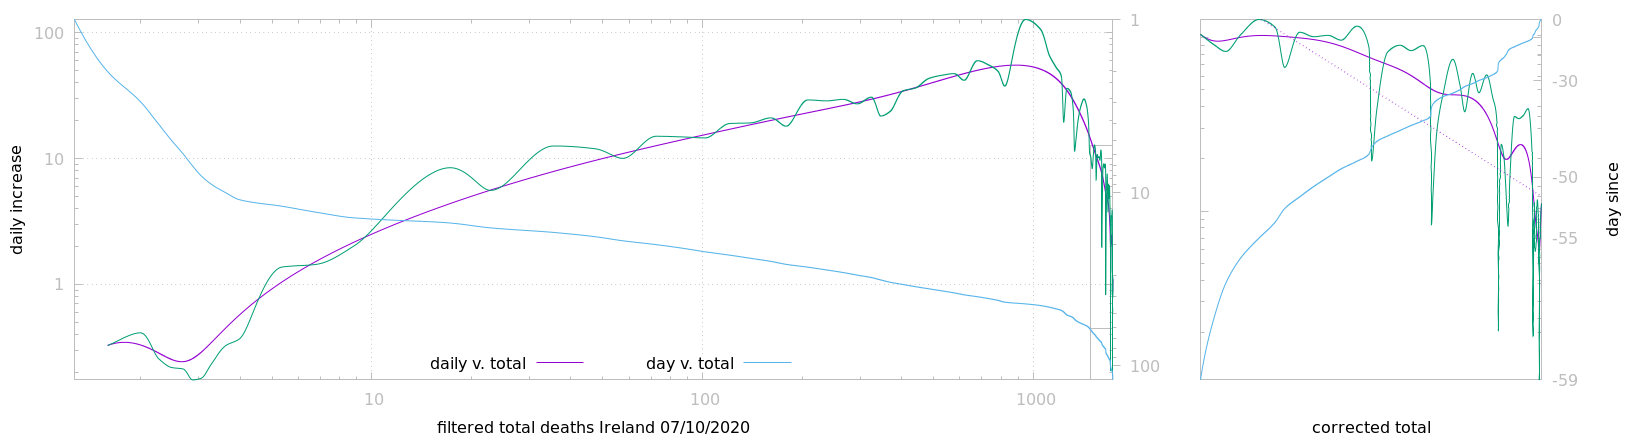 100
10
1
daily increase
10
100
1000
filtered total deaths Ireland 07/10/2020
daily v. total
day v. total
1
10
100
0
-30
-50
-55
-59
day since
corrected total